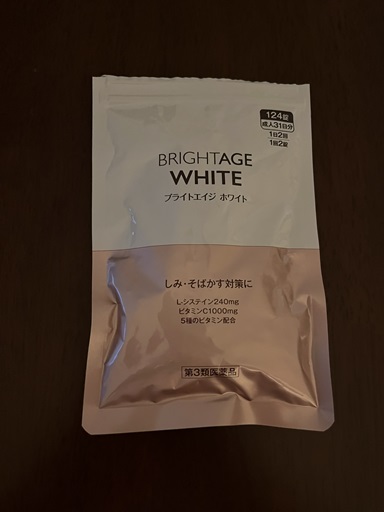 124錠
成人31日分
1日2回
1回2錠
BRIGHTAGE
WHITE
ブライトエイジ ホワイト
しみ・そばかす対策に
L-システイン240mg
ビタミンC1000mg
5種のビタミン配合
第3類医薬品